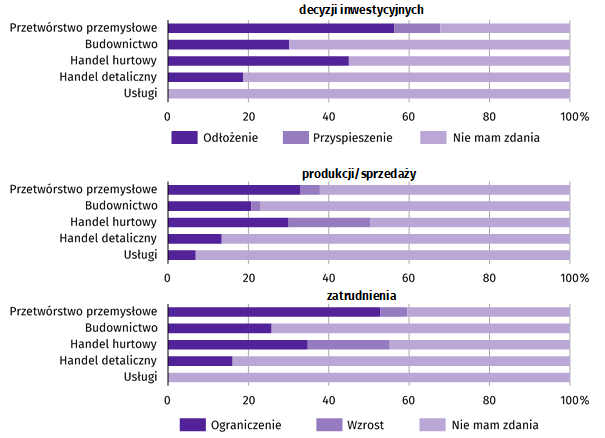 decyzji inwestycyjnych
Przetwórstwo przemysłowe
Budownictwo
Handel hurtowy
Handel detaliczny
Usługi
0 20 40 60 80 100%
Odłożenie Przyspieszenie Nie mam zdania
produkcji/sprzedaży
Przetwórstwo przemysłowe
Budownictwo
Handel hurtowy
Handel detaliczny
Usługi
0 20 40 60 80 100%
zatrudnienia
Przetwórstwo przemysłowe
Budownictwo
Handel hurtowy
Handel detaliczny
Usługi
0 20 40 60 80 100%
Ograniczenie Wzrost Nie mam zdania